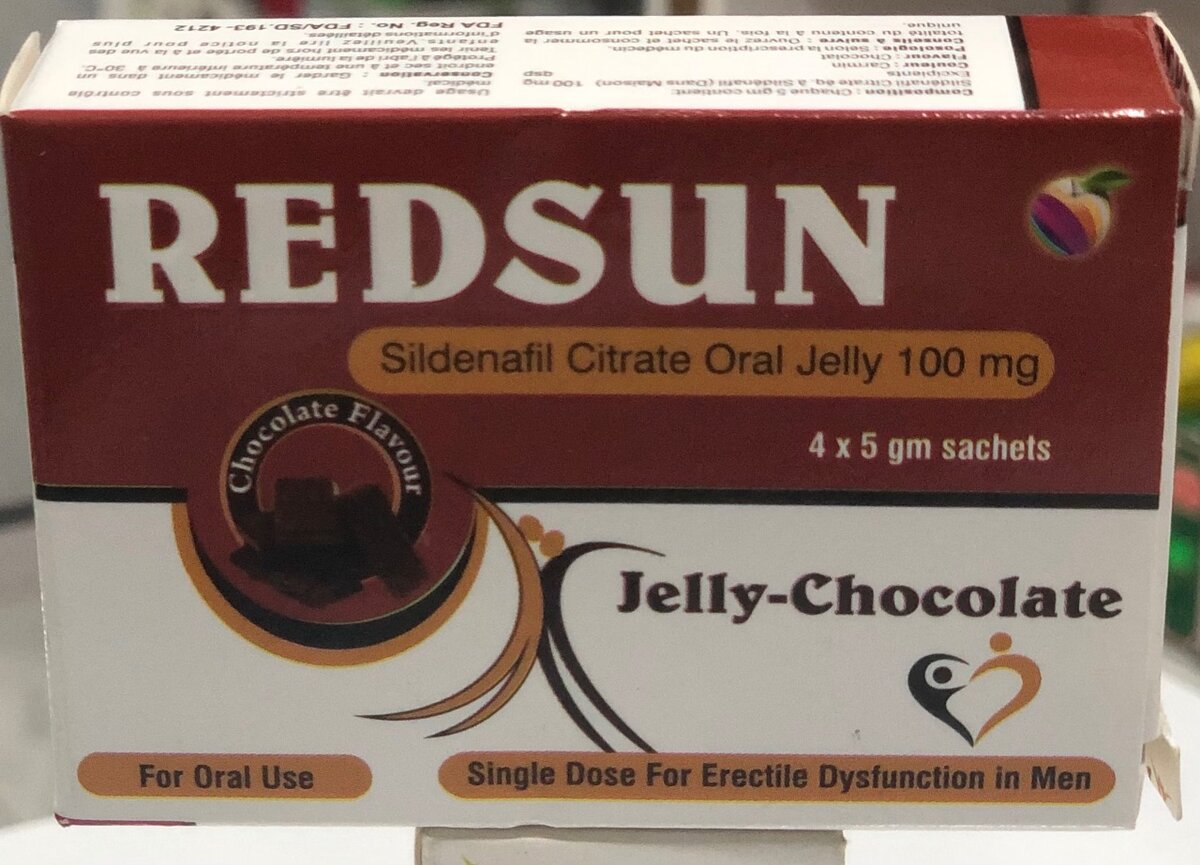 Composition : Chaque 5 gm contient:
Sildénafil Citrate éq à Sildénafil (Dans Maison) 100 mg
Excipients qsp
Couleur : Carmin
Flaveur : Chocolat
Posologie : Selon la prescription du médecin.
Conseils à suivre : Ouvrez le sachet et consommer la
totalité du contenu à la fois. Un sachet pour un usage
unique.
Usage devrait être strictement sous contrôle
médical.
Conservation : Garder le médicament dans un
endroit sec et à une température inférieure à 30°C.
Protégé à l'abri de la lumière.
Tenir les médicaments hors de portée et à la vue des
enfants Veuillez lire la notice pour plus
d'informations détaillées.
FDA Reg. No. : FDA/SD.193-4212
REDSUN
Sildenafil Citrate Oral Jelly 100 mg
4 x 5 gm sachets
Chocolate Flavour
Jelly-Chocolate
For Oral Use
Single Dose For Erectile Dysfunction in Men